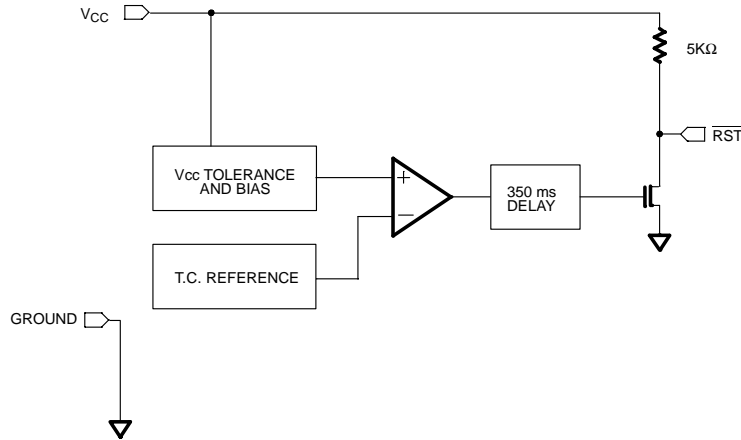 VCC
5KΩ
RST
Vcc TOLERANCE
AND BIAS
+
−
350 ms
DELAY
T.C. REFERENCE
GROUND